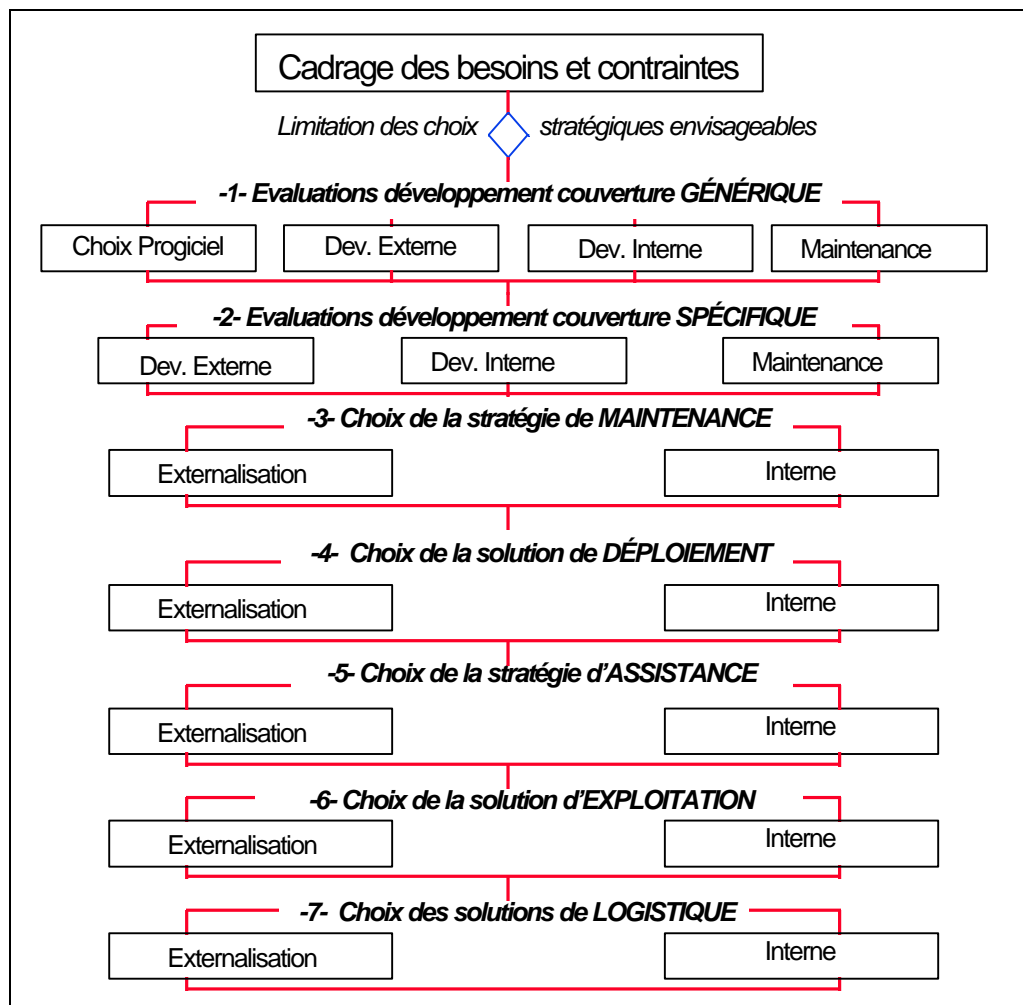 Cadrage des besoins et contraintes
Limitation des choix stratégiques envisageables
-1- Evaluations développement couverture GÉNÉRIQUE
Choix Progiciel Dev. Externe Dev. Interne Maintenance
-2- Evaluations développement couverture SPÉCIFIQUE
Dev. Externe Dev. Interne Maintenance
-3- Choix de la stratégie de MAINTENANCE
Externalisation Interne
-4- Choix de la solution de DÉPLOIEMENT
Externalisation Interne
-5- Choix de la stratégie d'ASSISTANCE
Externalisation Interne
-6- Choix de la solution d'EXPLOITATION
Externalisation Interne
-7- Choix des solutions de LOGISTIQUE
Externalisation Interne